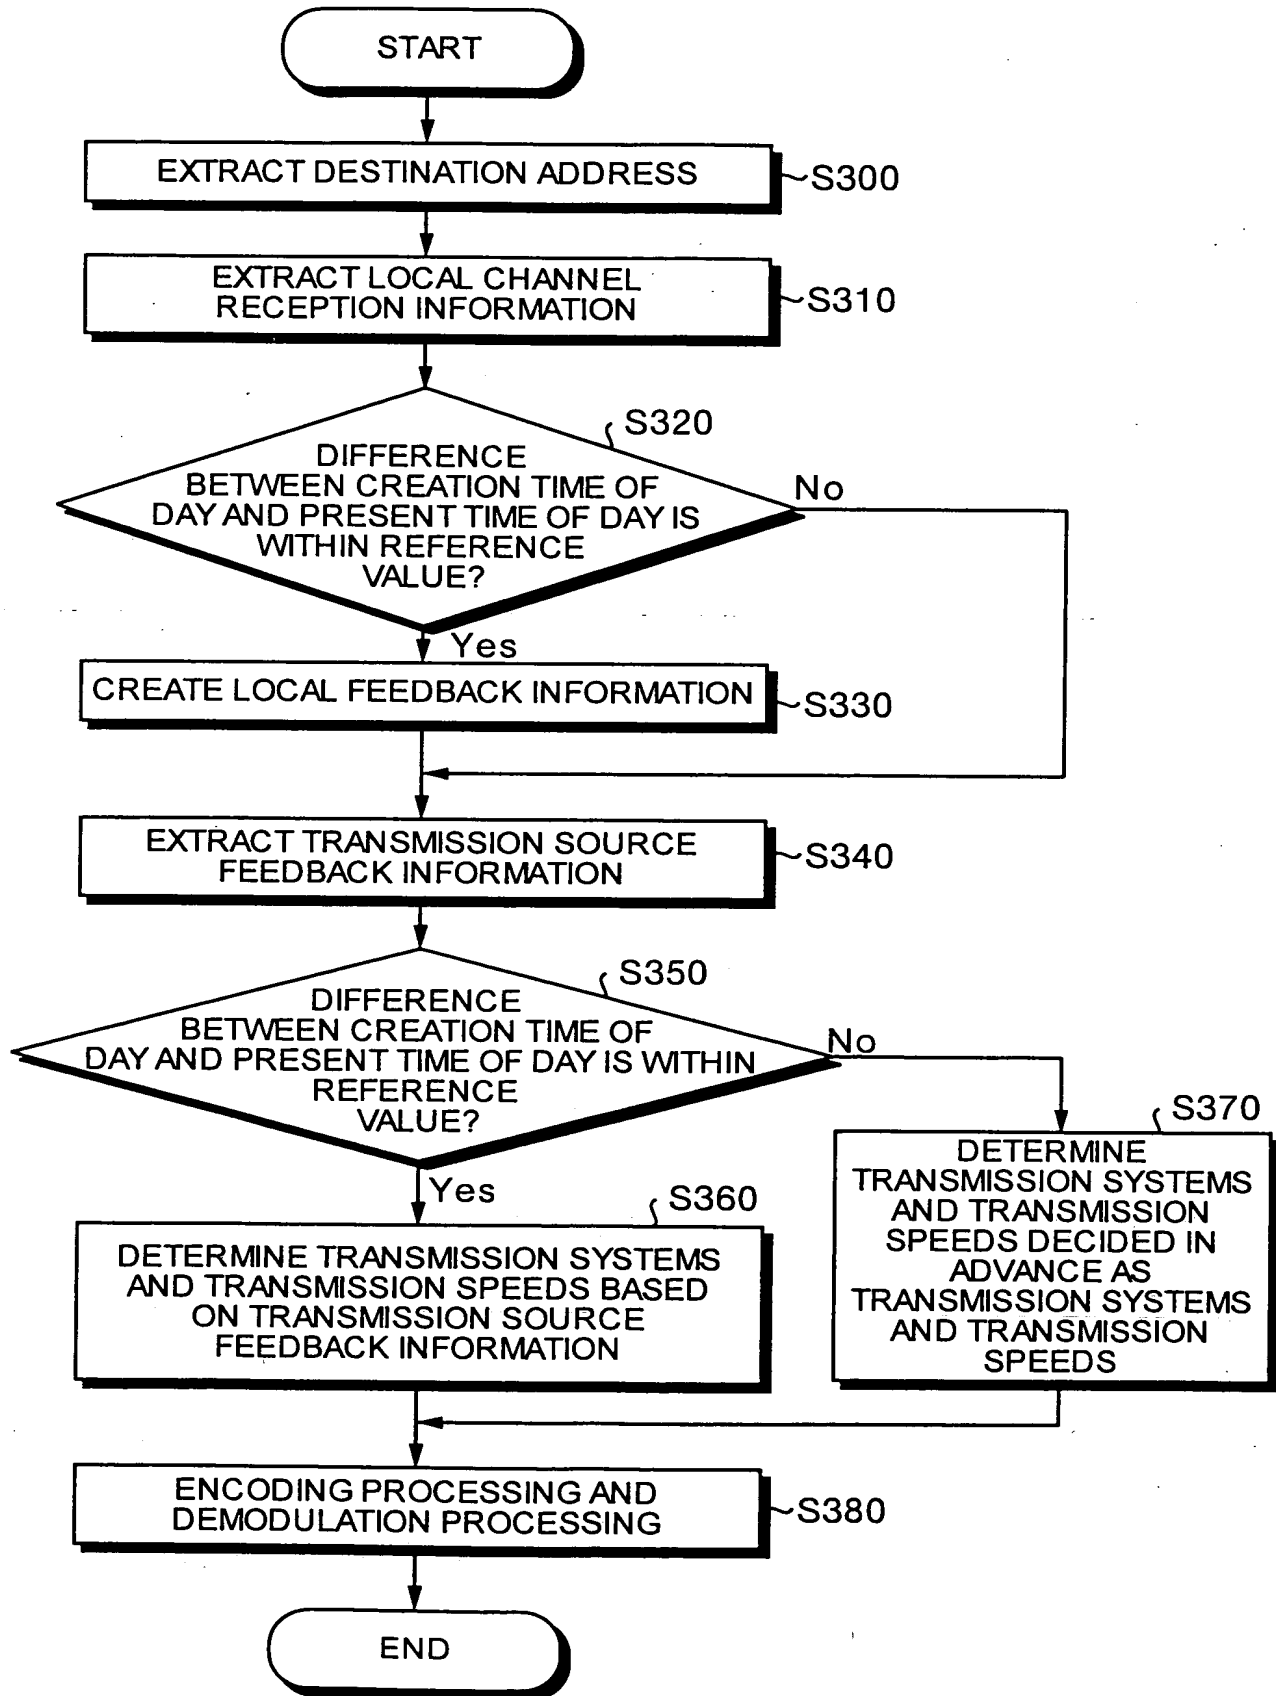 START
EXTRACT DESTINATION ADDRESS
S300
EXTRACT LOCAL CHANNEL
RECEPTION INFORMATION
S310
S320
DIFFERENCE
BETWEEN CREATION TIME OF
DAY AND PRESENT TIME OF DAY IS
WITHIN REFERENCE
VALUE?
No
Yes
CREATE LOCAL FEEDBACK INFORMATION
S330
EXTRACT TRANSMISSION SOURCE
FEEDBACK INFORMATION
S340
S350
DIFFERENCE
BETWEEN CREATION TIME OF
DAY AND PRESENT TIME OF DAY IS WITHIN
REFERENCE
VALUE?
No
Yes
S360
DETERMINE TRANSMISSION SYSTEMS
AND TRANSMISSION SPEEDS BASED
ON TRANSMISSION SOURCE
FEEDBACK INFORMATION
S370
DETERMINE
TRANSMISSION SYSTEMS
AND TRANSMISSION
SPEEDS DECIDED IN
ADVANCE AS
TRANSMISSION SYSTEMS
AND TRANSMISSION
SPEEDS
ENCODING PROCESSING AND
DEMODULATION PROCESSING
S380
END